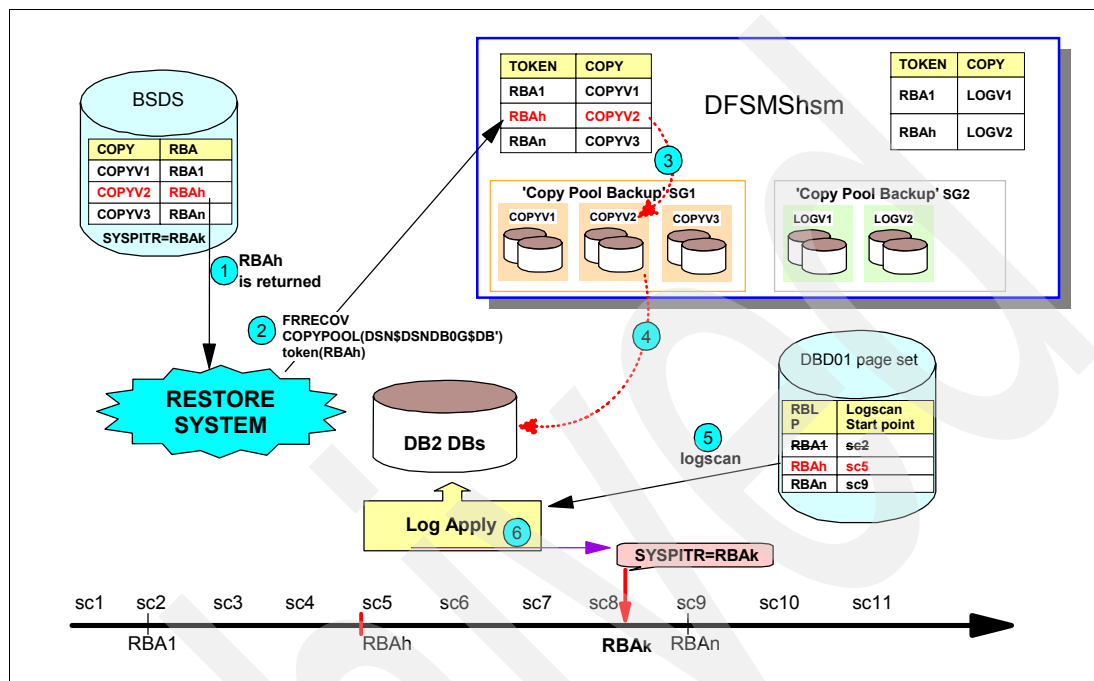 BSDS
COPY RBA
COPYV1 RBA1
COPYV2 RBAh
COPYV3 RBAn
SYSPITR=RBAk
1 RBAh
is returned
2 FRRECOV
COPYPOOL(DSN$DSNDB0G$DB')
token(RBAh)
RESTORE
SYSTEM
TOKEN COPY
RBA1 COPYV1
RBAh COPYV2
RBAn COPYV3
DFSMShsm
TOKEN COPY
RBA1 LOGV1
RBAh LOGV2
3
'Copy Pool Backup' SG1
COPYV1 COPYV2 COPYV3
'Copy Pool Backup' SG2
LOGV1 LOGV2
4
DB2 DBs
DBD01 page set
RBL
P
Logscan
Start point
RBA1 sc2
RBAh sc5
RBAn sc9
5
logscan
Log Apply 6
SYSPITR=RBAk
sc1 sc2 sc3 sc4 sc5 sc6 sc7 sc8 sc9 sc10 sc11
RBA1 RBAh RBAk RBAn